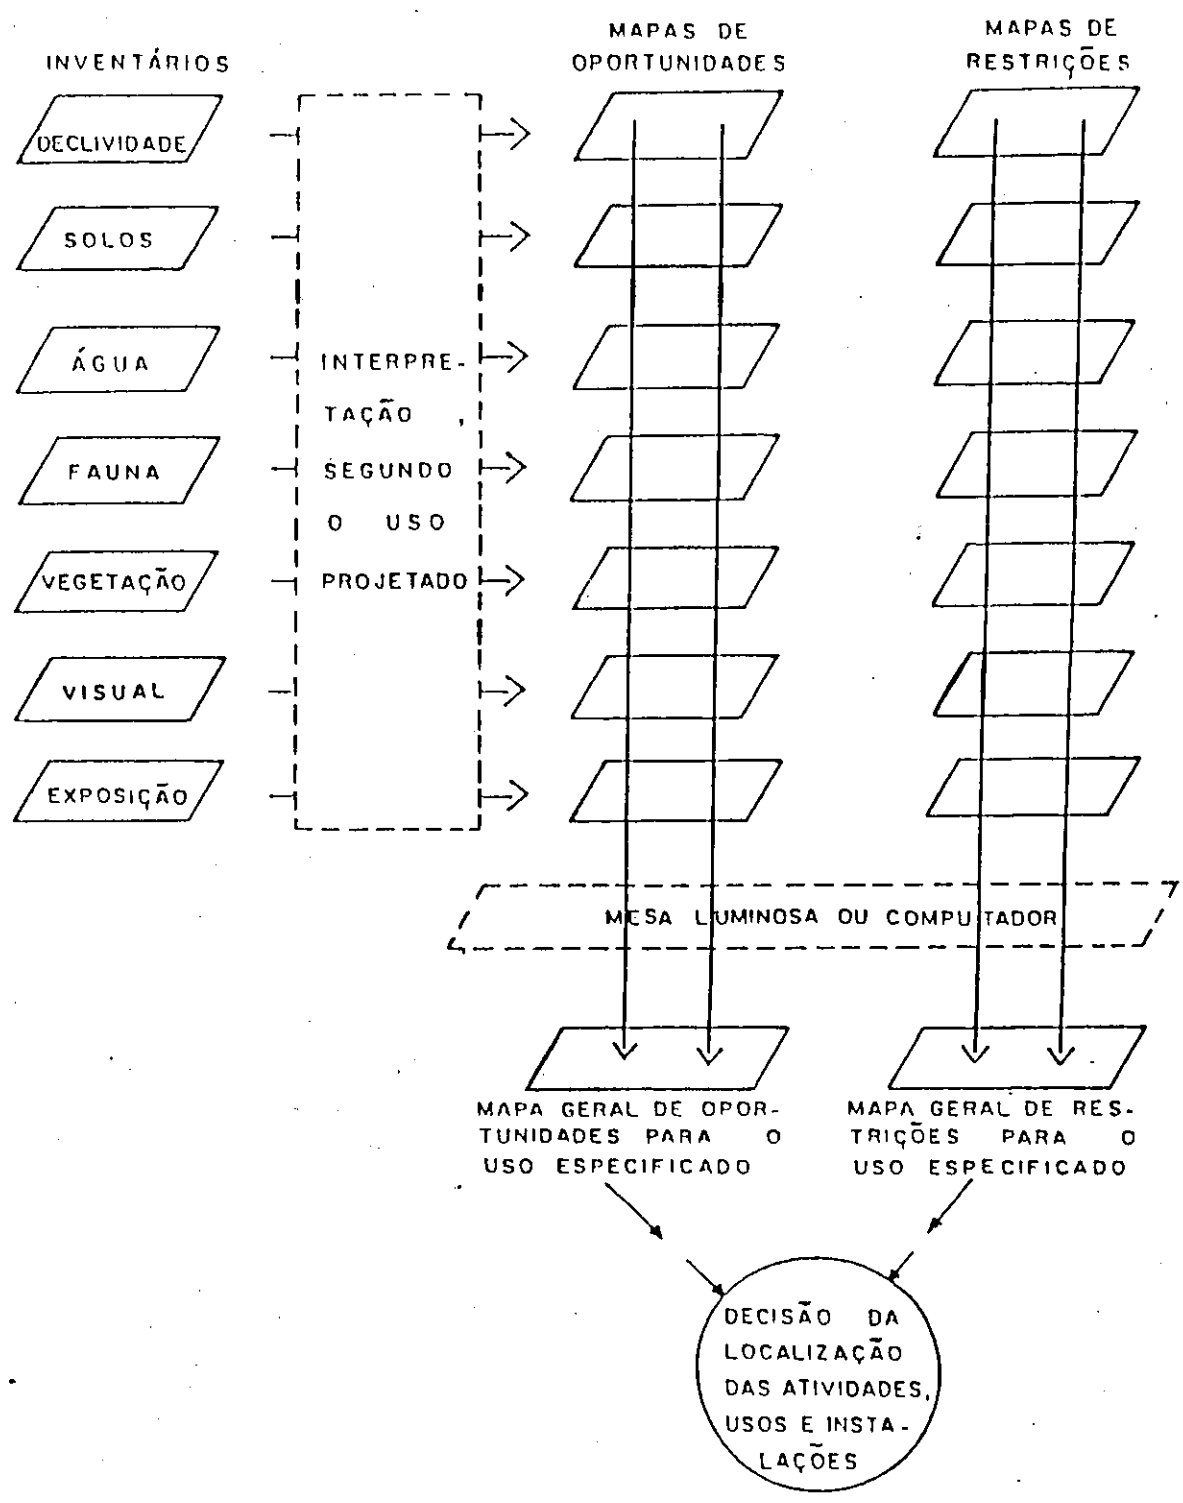 INVENTÁRIOS
MAPAS DE
OPORTUNIDADES
MAPAS DE
RESTRIÇÕES
DECLIVIDADE
SOLOS
ÁGUA
FAUNA
VEGETAÇÃO
VISUAL
EXPOSIÇÃO
INTERPRE-
TAÇÃO,
SEGUNDO
O USO
PROJETADO
MESA LUMINOSA OU COMPUTADOR
MAPA GERAL DE OPOR-
TUNIDADES PARA O
USO ESPECIFICADO
MAPA GERAL DE RES-
TRIÇÕES PARA O
USO ESPECIFICADO
DECISÃO DA
LOCALIZAÇÃO
DAS ATIVIDADES,
USOS E INSTA-
LAÇÕES